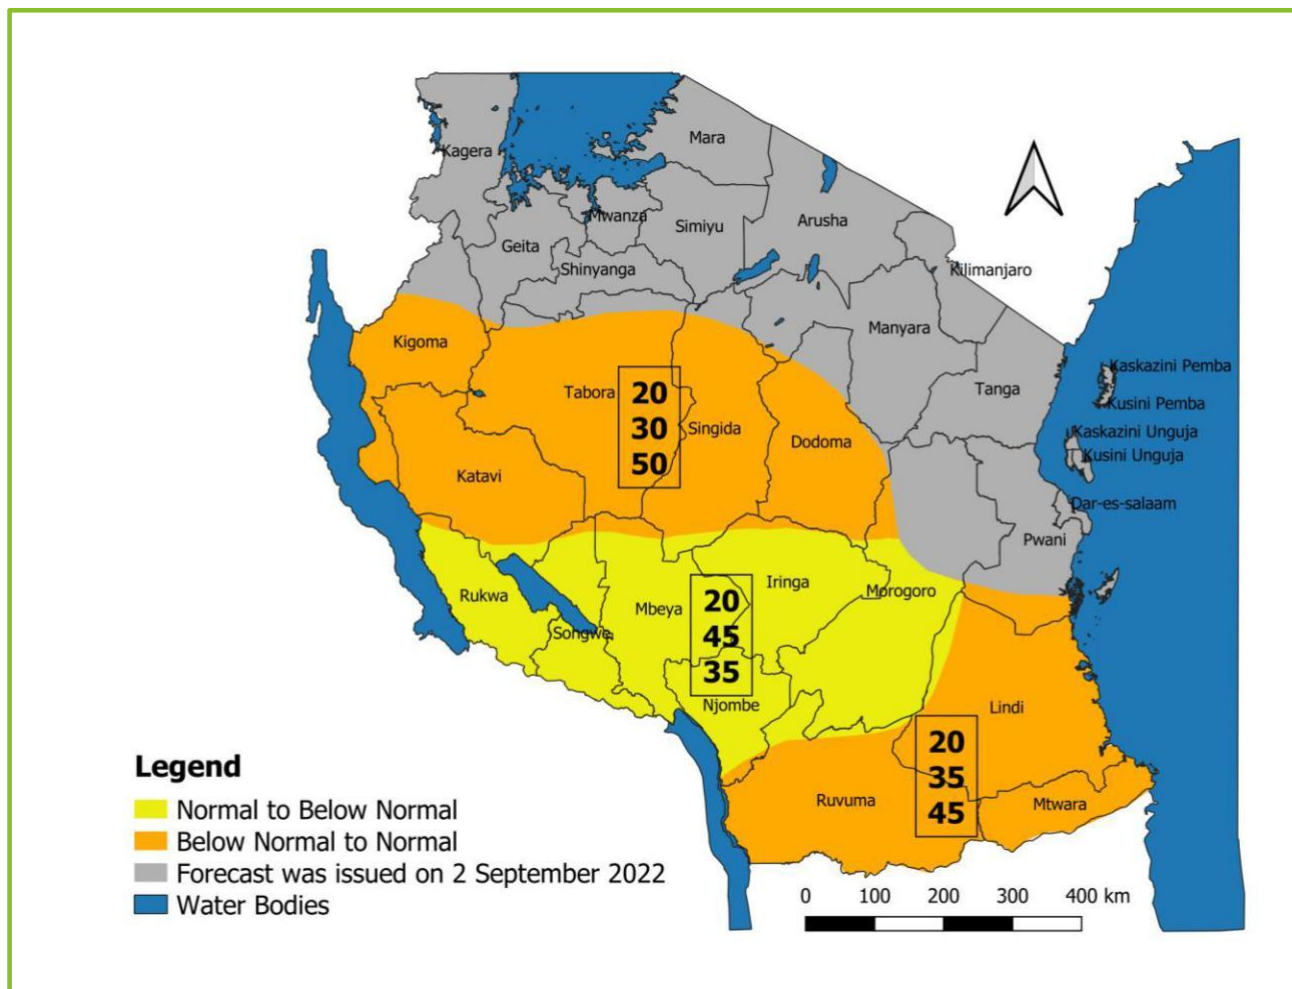 Mara
Kagera
Mwanza
Simiyu
Arusha
Geita
Shinyanga
Kilimanjaro
Manyara
Kigoma
Kaskazini Pemba
Tanga
Tabora
20
30
50
Kusini Pemba
Singida
Dodoma
Kaskazini Unguja
Kusini Unguja
Katavi
Dar-es-salaam
Pwani
Iringa
Morogoro
Rukwa
Mbeya
20
45
35
Songwe
Njombe
Lindi
20
35
45
Ruvuma
Mtwara
Legend
Normal to Below Normal
Below Normal to Normal
Forecast was issued on 2 September 2022
Water Bodies
0 100 200 300 400 km